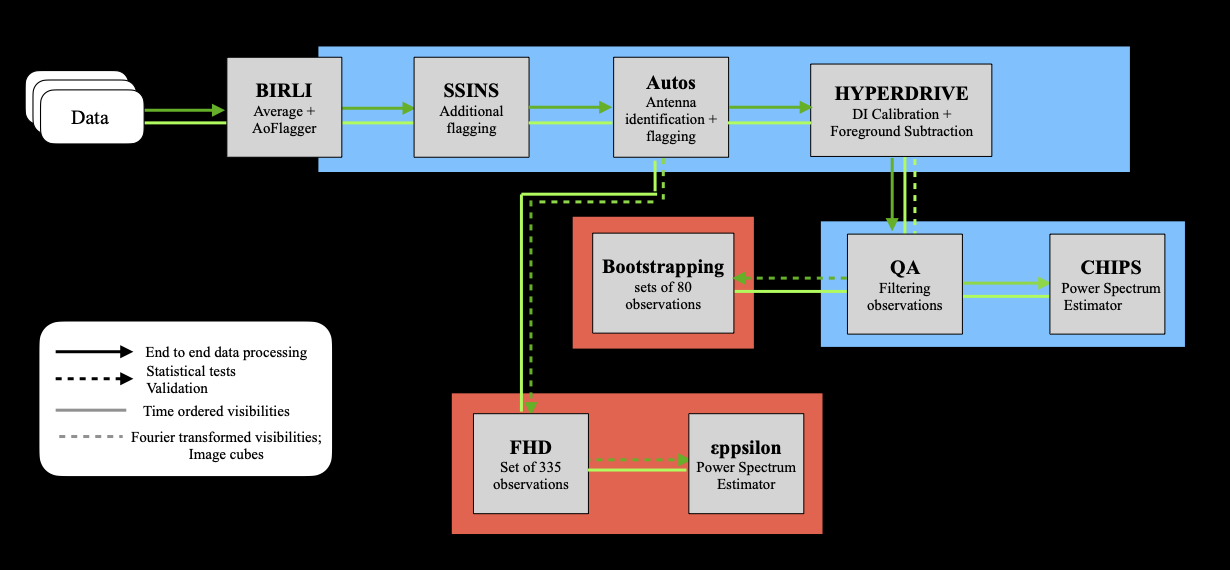 Data
BIRLI
Average +
AoFlagger
SSINS
Additional
flagging
Autos
Antenna
identification +
flagging
HYPERDRIVE
DI Calibration +
Foreground Subtraction
Bootstrapping
sets of 80
observations
QA
Filtering
observations
CHIPS
Power Spectrum
Estimator
End to end data processing
Statistical tests
Validation
Time ordered visibilities
Fourier transformed visibilities;
Image cubes
FHD
Set of 335
observations
εppsilon
Power Spectrum
Estimator